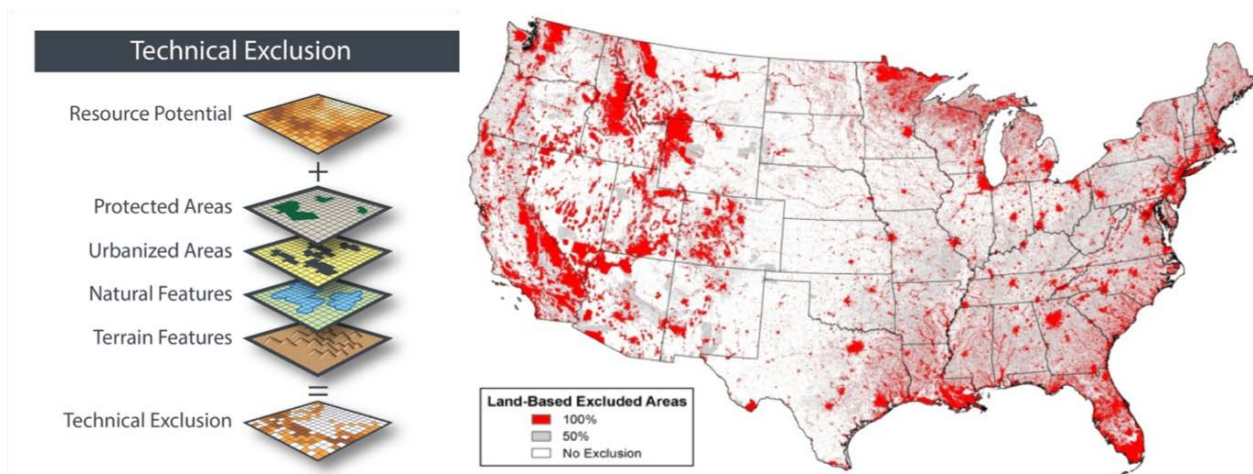 Technical Exclusion
Resource Potential
+
Protected Areas
Urbanized Areas
Natural Features
Terrain Features
=
Technical Exclusion
Land-Based Excluded Areas
100%
50%
No Exclusion